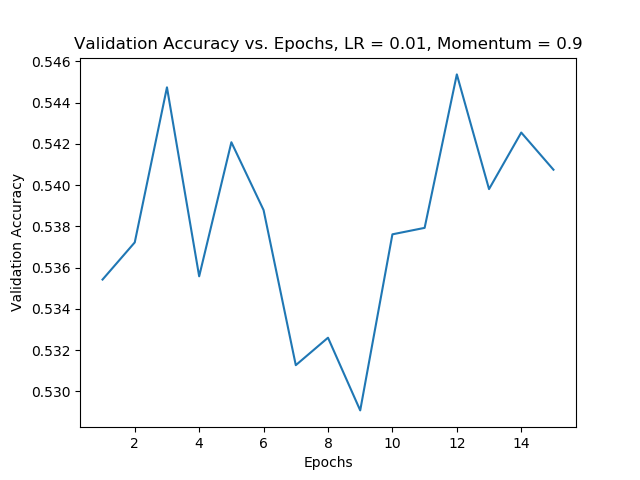 Validation Accuracy vs. Epochs, LR = 0.01, Momentum = 0.9
0.546
0.544
0.542
0.540
0.538
0.536
0.534
0.532
0.530
Validation Accuracy
2 4 6 8 10 12 14
Epochs